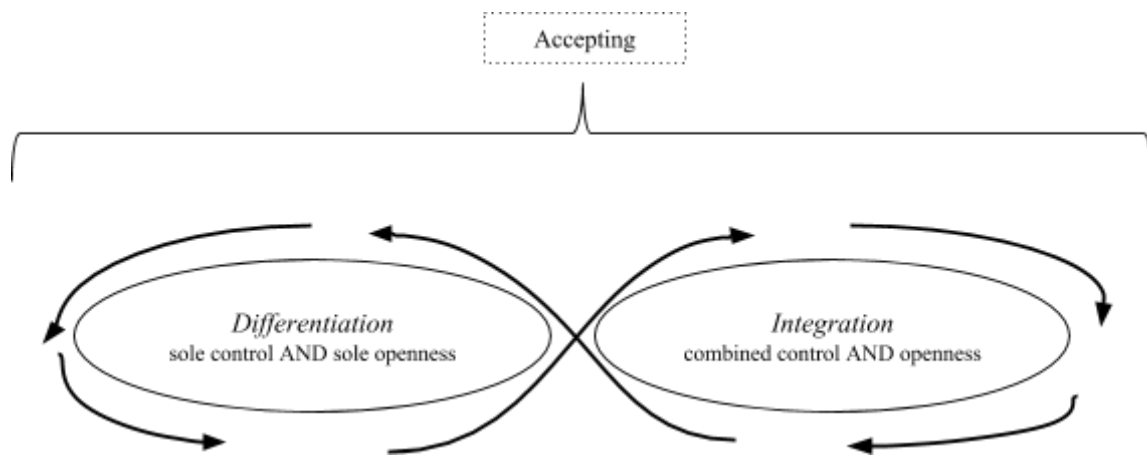 Accepting
Differentiation
sole control AND sole openness
Integration
combined control AND openness